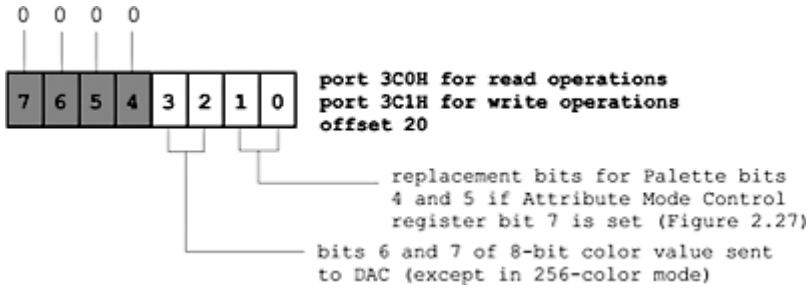 0 0 0 0
7 6 5 4 3 2 1 0
port 3C0H for read operations
port 3C1H for write operations
offset 20
replacement bits for Palette bits
4 and 5 if Attribute Mode Control
register bit 7 is set (Figure 2.27)
bits 6 and 7 of 8-bit color value sent
to DAC (except in 256-color mode)